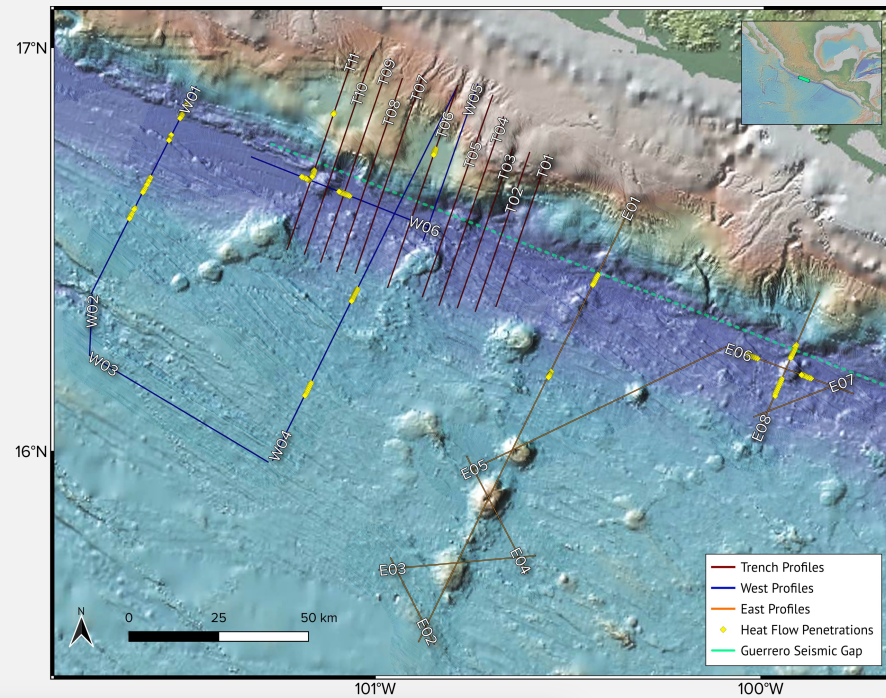 17°N
T11
T09
T10
T07
W05
W01
T08
T06
T04
T05
T03
T01
T02
E01
W06
W02
W03
E06
E07
E08
16°N
W04
E05
E04
E03
E02
N
0 25 50 km
Trench Profiles
West Profiles
East Profiles
Heat Flow Penetrations
Guerrero Seismic Gap
101°W
100°W